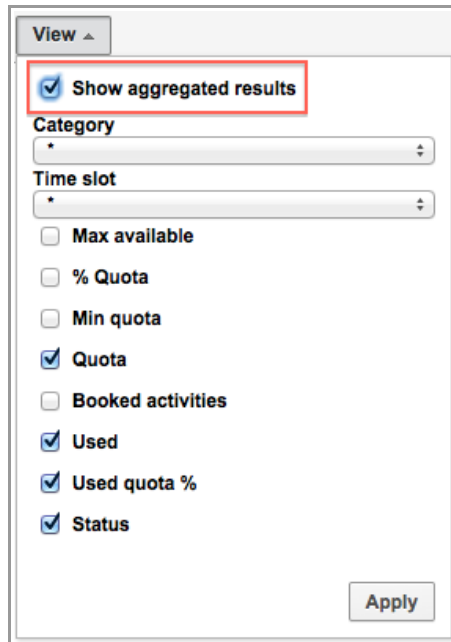 View
Show aggregated results
Category
*
Time slot
*
Max available
% Quota
Min quota
Quota
Booked activities
Used
Used quota %
Status
Apply